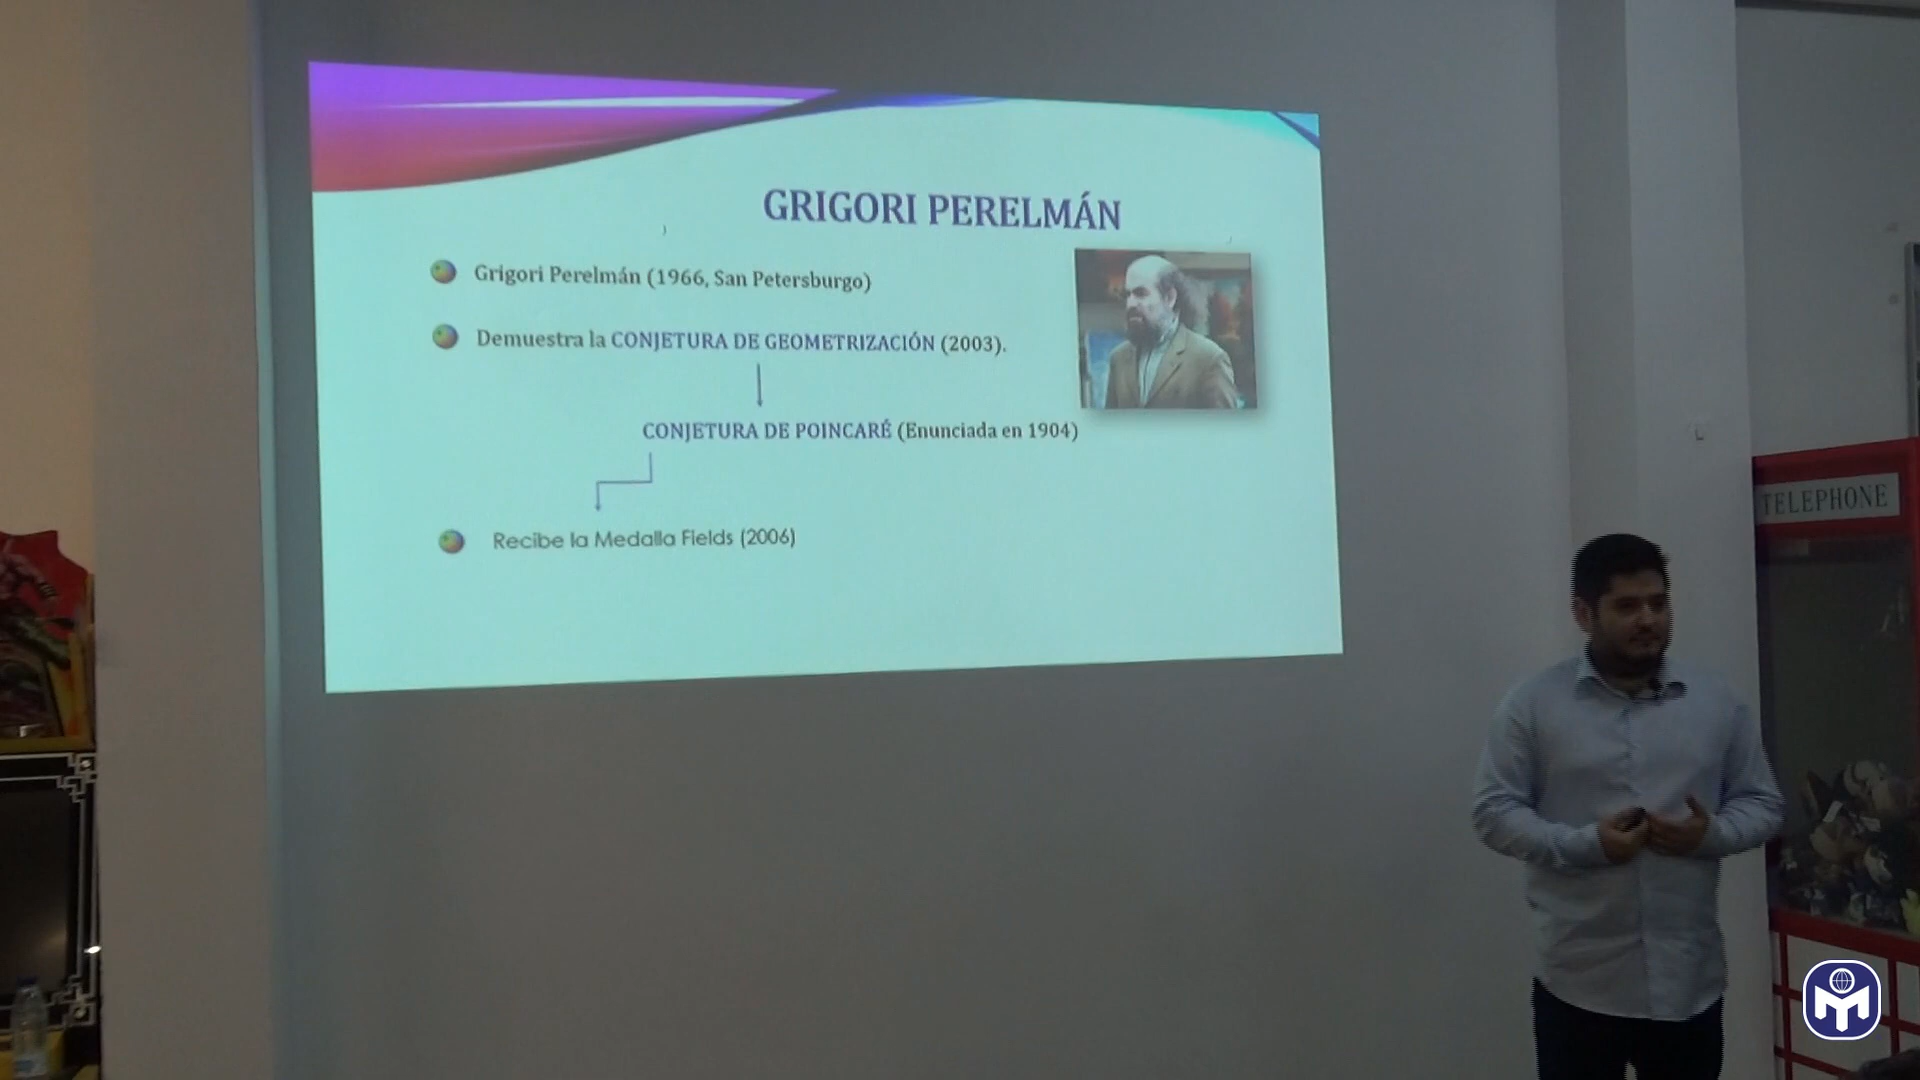 GRIGORI PERELMÁN
Grigori Perelmán (1966, San Petersburgo)
Demuestra la CONJETURA DE GEOMETRIZACIÓN (2003).
CONJETURA DE POINCARÉ (Enunciada en 1904)
Recibe la Medalla Fields (2006)
TELEPHONE